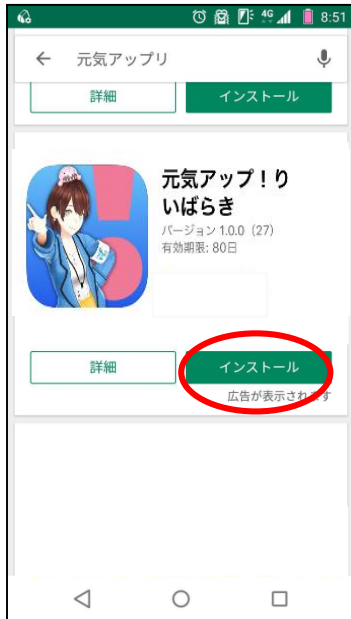 4G 8:51
元気アップリ
詳細 インストール
元気アップ！り
いばらき
バージョン 1.0.0（27）
有効期限: 80日
詳細 インストール
広告が表示されます